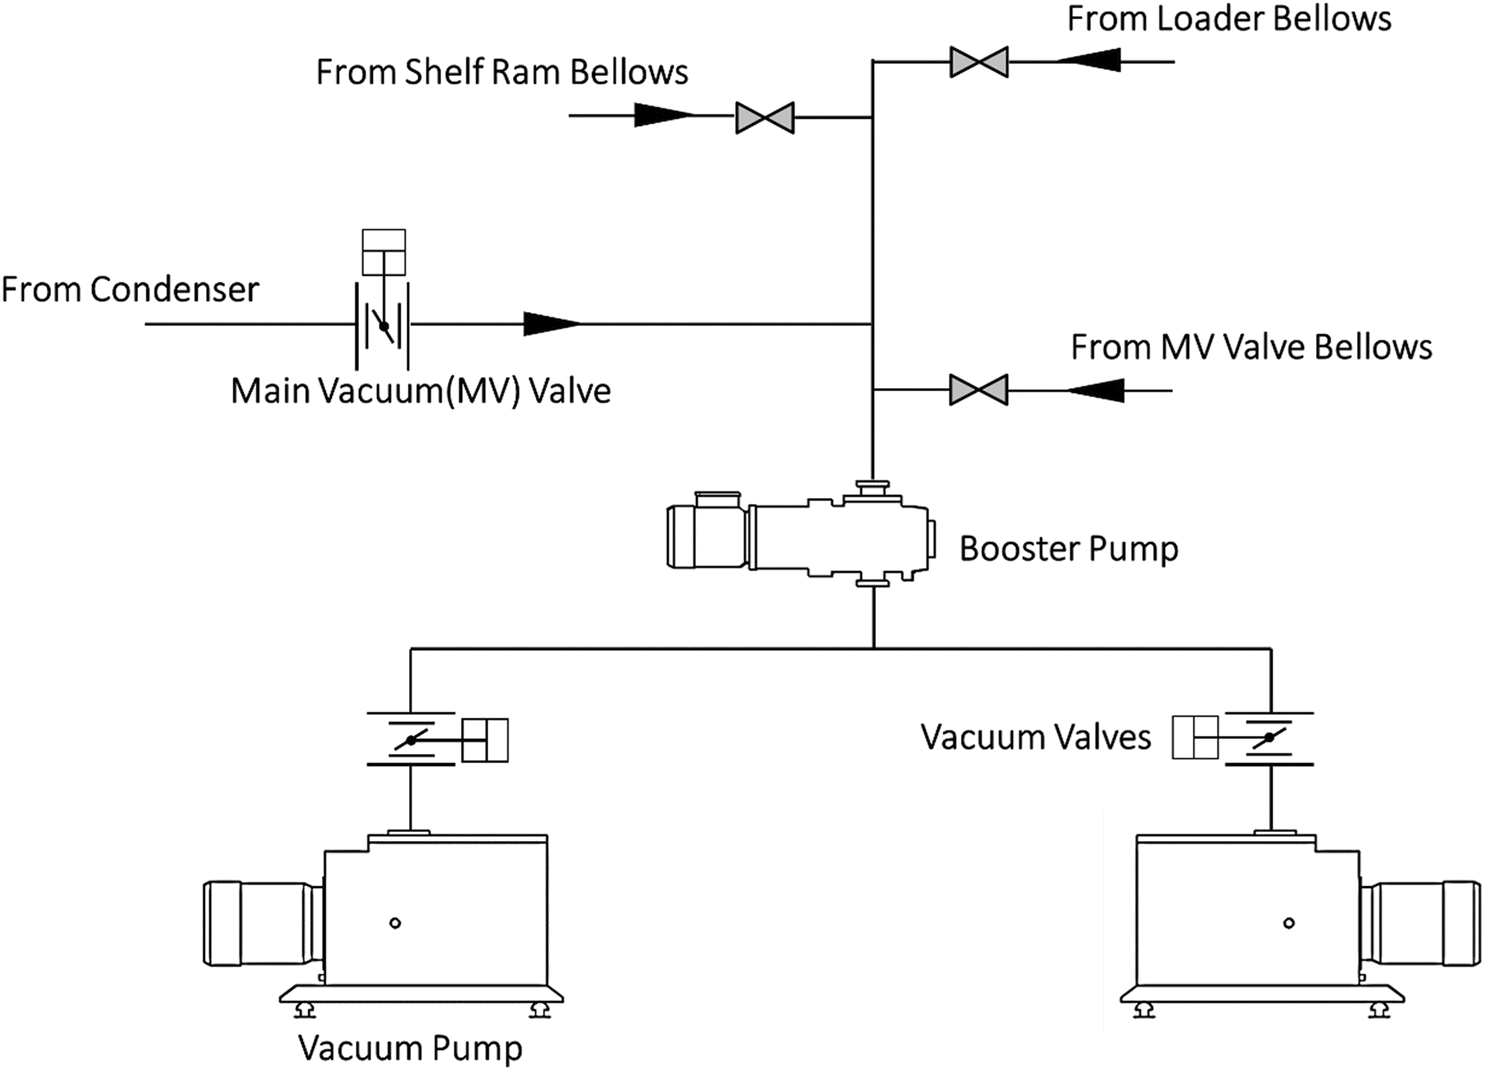 From Loader Bellows
From Shelf Ram Bellows
From Condenser
Main Vacuum(MV) Valve
From MV Valve Bellows
Booster Pump
Vacuum Valves
Vacuum Pump